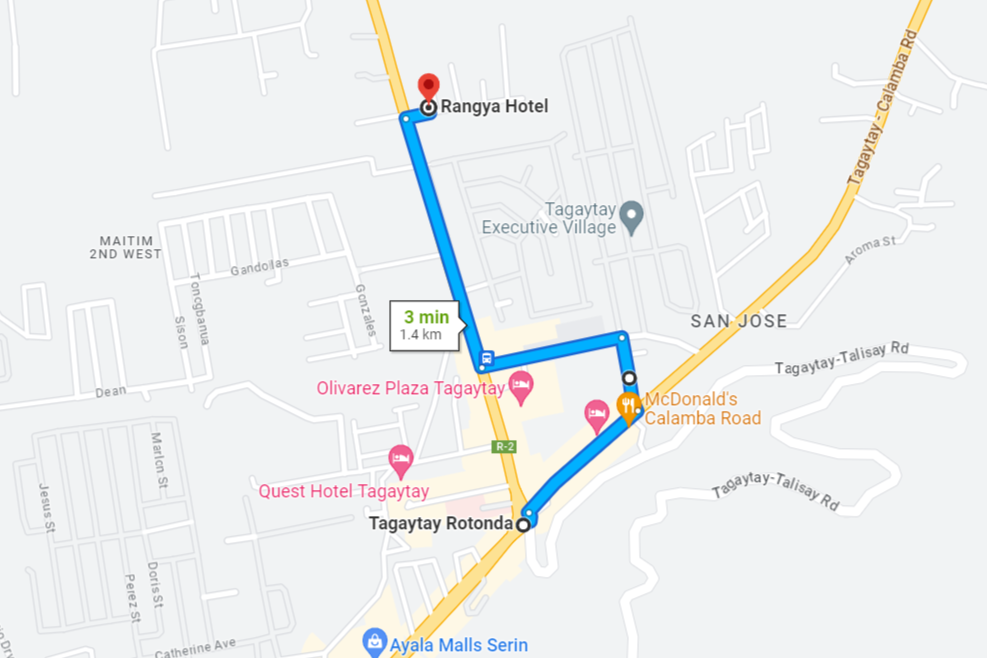 Rangya Hotel
Tagaytay - Calamba Rd
Tagaytay
Executive Village
MAITIM
2ND WEST
Gandollas
Tongbanua
Sison
Gonzales
Aroma St
SAN JOSE
3 min
1.4 km
Tagaytay-Talisay Rd
Dean
Olivarez Plaza Tagaytay
McDonald's
Calamba Road
R-2
Marlon St
Jesus St
Quest Hotel Tagaytay
Tagaytay-Talisay Rd
Tagaytay Rotonda
Doris St
Perez St
Catherine Ave
Ayala Malls Serin